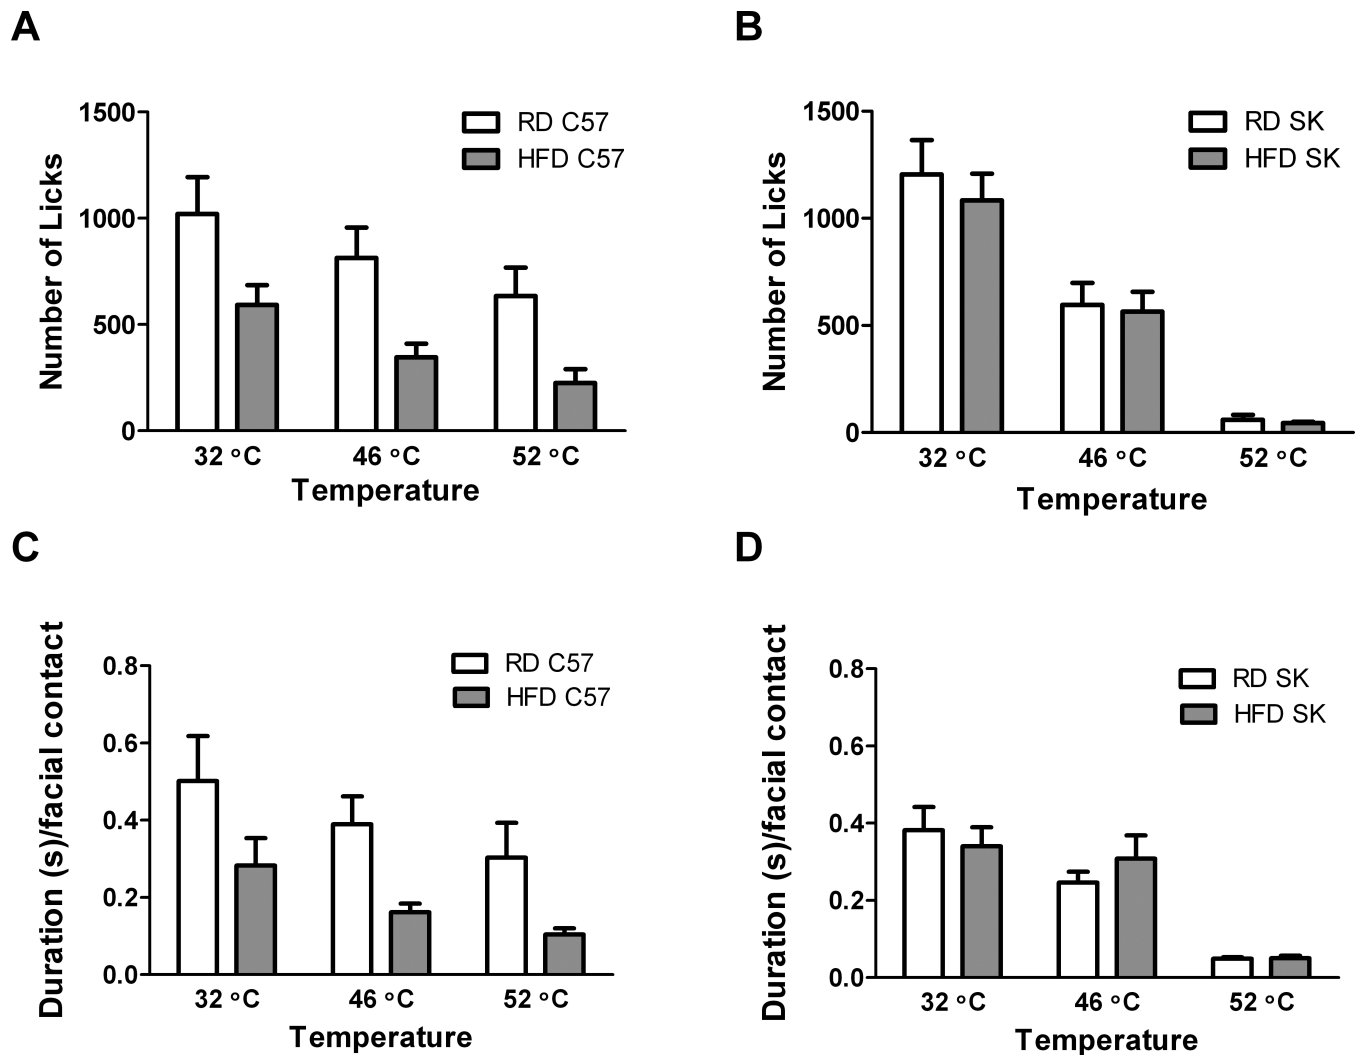 A
Number of Licks
1500
1000
500
0
RD C57
HFD C57
32 °C
46 °C
52 °C
Temperature
B
Number of Licks
1500
1000
500
0
RD SK
HFD SK
32 °C
46 °C
52 °C
Temperature
C
Duration (s)/facial contact
0.8
0.6
0.4
0.2
0.0
RD C57
HFD C57
32 °C
46 °C
52 °C
Temperature
D
Duration (s)/facial contact
0.8
0.6
0.4
0.2
0.0
RD SK
HFD SK
32 °C
46 °C
52 °C
Temperature